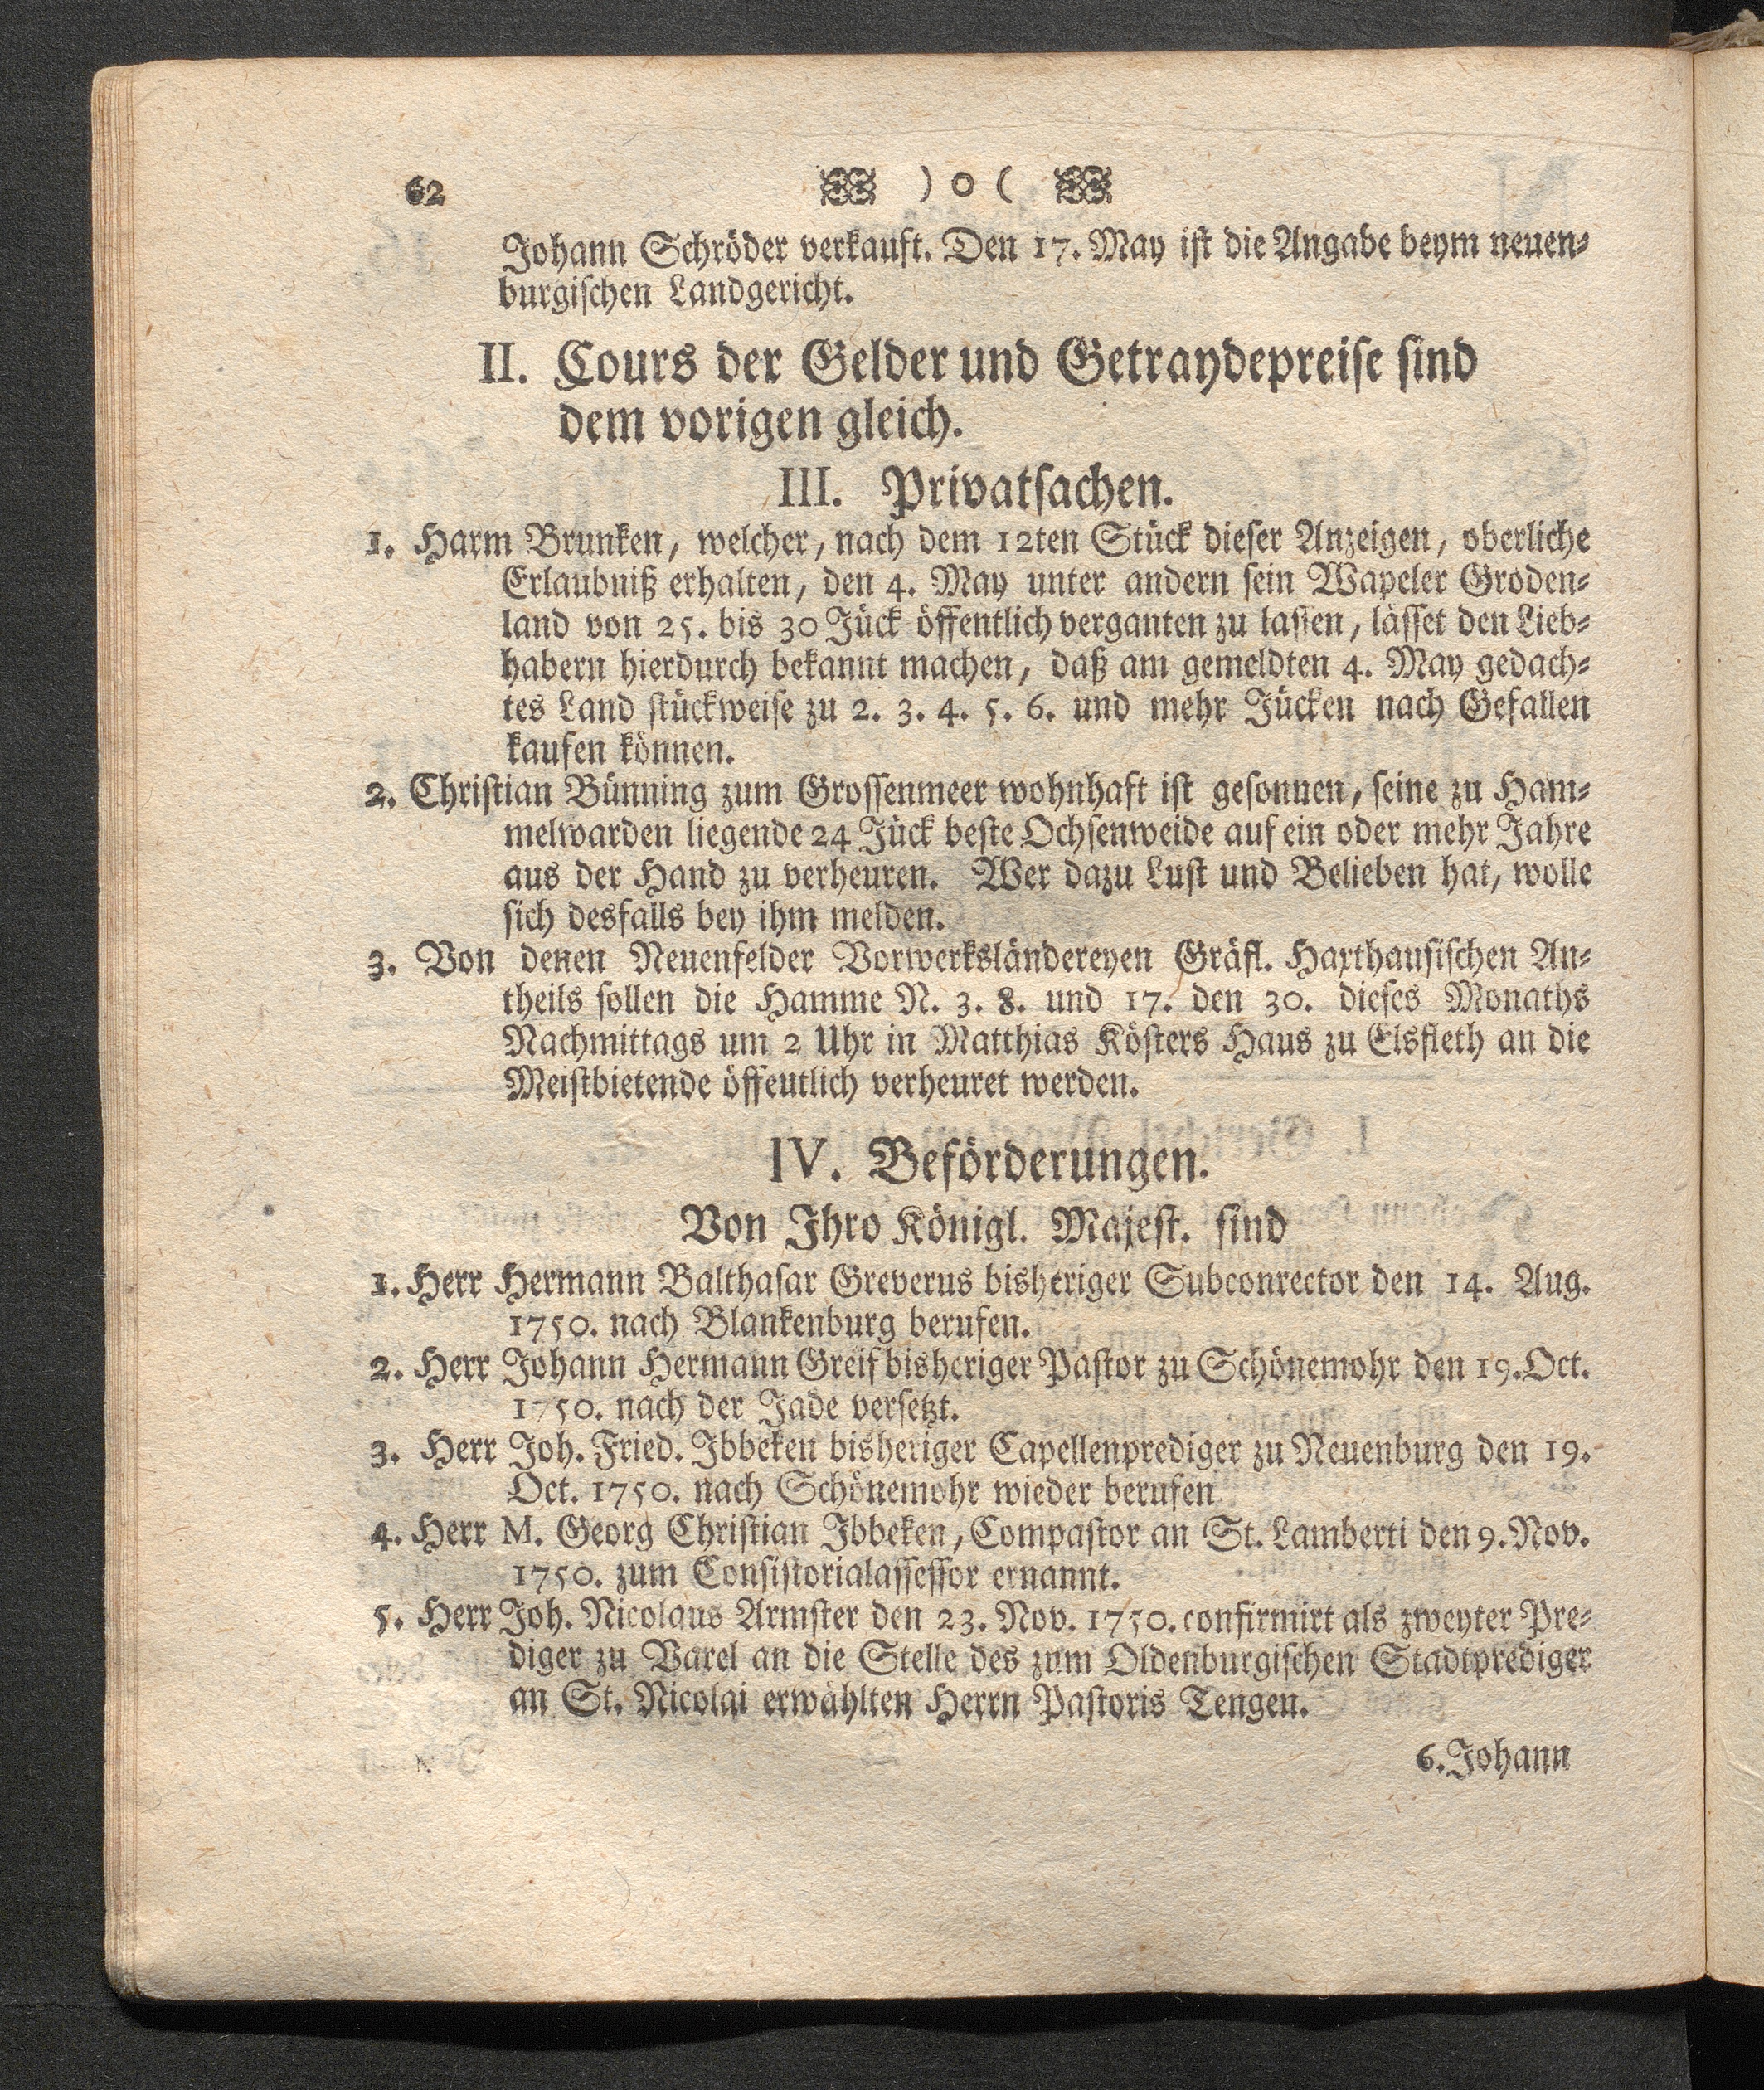 62 ) o (
Johann Schröder verkauft. Den 17. May ist die Angabe beym neuen-
burgischen Landgericht.
II. Cours der Gelder und Getraydepreise sind
dem vorigen gleich.
III. Privatsachen.
1. Harm Brunken, welcher, nach dem 12ten Stück dieser Anzeigen, oberliche
Erlaubniß erhalten, den 4. May unter andern sein Wapeler Groden-
land von 25. bis 30 Jück öffentlich verganten zu lassen, lässet den Lieb-
habern hierdurch bekannt machen, daß am gemeldten 4. May gedach-
tes Land stückweise zu 2. 3. 4. 5. 6. und mehr Jücken nach Gefallen
kaufen können.
2. Christian Bünning zum Grossenmeer wohnhaft ist gesonnen, seine zu Ham-
melwarden liegende 24 Jück beste Ochsenweide auf ein oder mehr Jahre
aus der Hand zu verheuren. Wer dazu Lust und Belieben hat, wolle
sich desfalls bey ihm melden.
3. Von denen Neuenfelder Vorwerksländereyen Gräfl. Haxthausischen An-
theils sollen die Hamme N. 3. 8. und 17. den 30. dieses Monaths
Nachmittags um 2 Uhr in Matthias Kösters Haus zu Elsfleth an die
Meistbietende öffentlich verheuret werden.
IV. Beförderungen.
Von Ihro Königl. Majest. sind
1. Herr Hermann Balthasar Greverus bisheriger Subconrector den 14. Aug.
1750. nach Blankenburg berufen.
2. Herr Johann Hermann Greif bisheriger Pastor zu Schönemohr den 19. Oct.
1750. nach der Jade versetzt.
3. Herr Joh. Fried. Ibbeken bisheriger Capellenprediger zu Neuenburg den 19.
Oct. 1750. nach Schönemohr wieder berufen
4. Herr M. Georg Christian Ibbeken, Compastor an St. Lamberti den 9. Nov.
1750. zum Consistorialassessor ernannt.
5. Herr Joh. Nicolaus Armster den 23. Nov. 1750. confirmirt als zweyter Pre-
diger zu Varel an die Stelle des zum Oldenburgischen Stadtprediger
an St. Nicolai erwählten Herrn Pastoris Tengen.
6. Johann